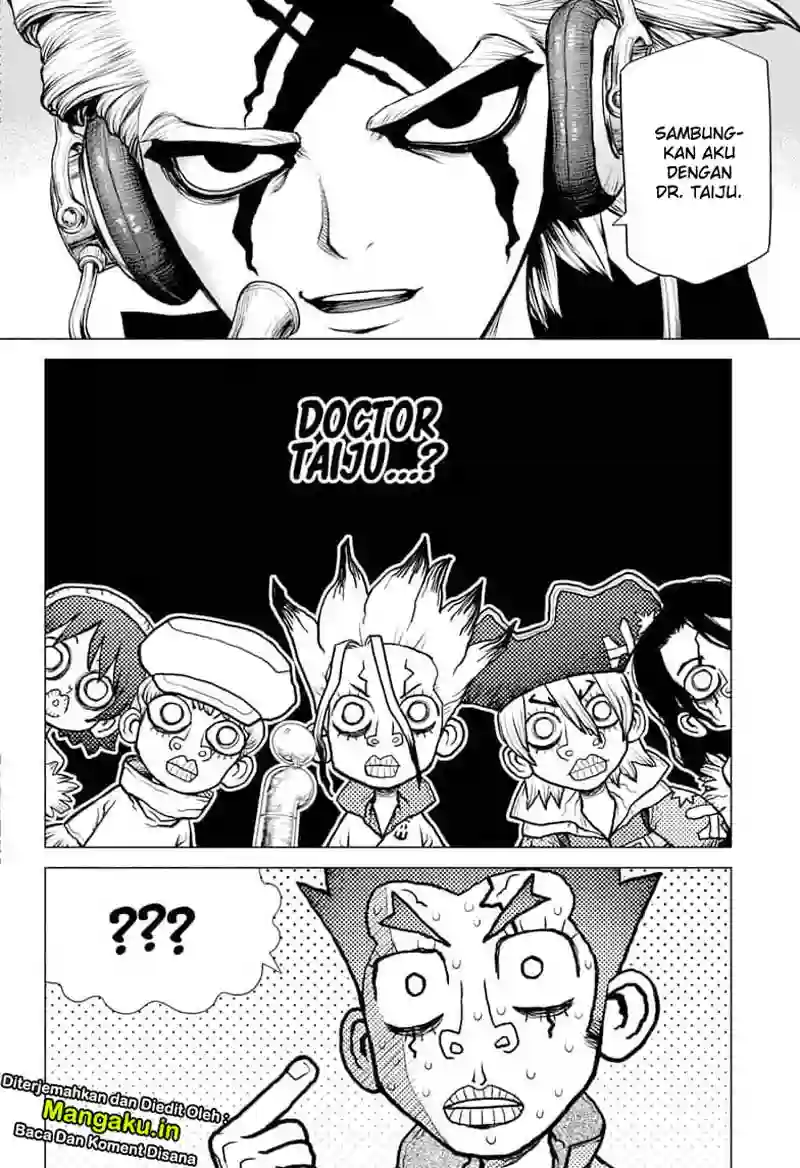 SAMBUNG-
KAN AKU
DENGAN
DR. TAIJU.
DOCTOR
TAIJU....?
???
Diterjemahkan dan Diedit Oleh :
Mangaku.in
Baca Dan Koment Disana